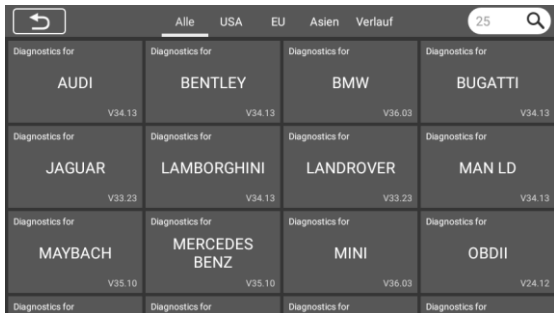 Alle USA EU Asien Verlauf 25
Diagnostics for Diagnostics for Diagnostics for Diagnostics for
AUDI BENTLEY BMW BUGATTI
V34.13 V34.13 V36.03 V34.13
Diagnostics for Diagnostics for Diagnostics for Diagnostics for
JAGUAR LAMBORGHINI LANDROVER MAN LD
V33.23 V34.13 V33.23 V34.13
Diagnostics for Diagnostics for Diagnostics for Diagnostics for
MAYBACH MERCEDES BENZ MINI OBDII
V35.10 V35.10 V36.03 V24.12
Diagnostics for Diagnostics for Diagnostics for Diagnostics for